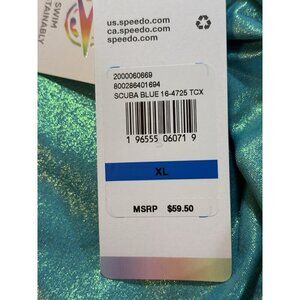 SWIM
us.speedo.com
ca.speedo.com
speedo.com
2000060669
800286401694
SCUBA BLUE 16-4725 TCX
1 96555 06071 9
XL
MSRP $59.50